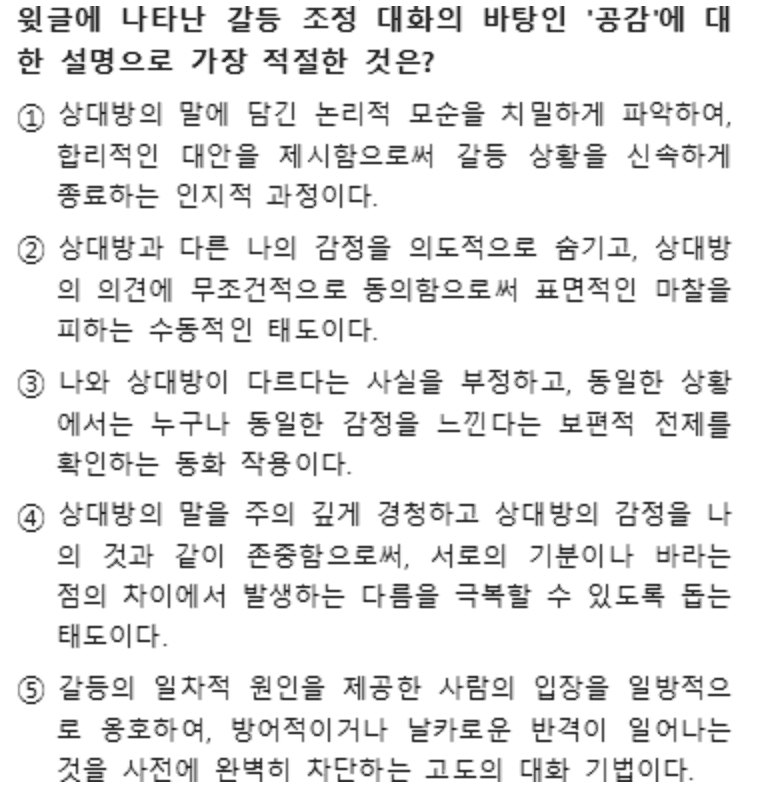 윗글에 나타난 갈등 조정 대화의 바탕인 '공감'에 대
한 설명으로 가장 적절한 것은?
① 상대방의 말에 담긴 논리적 모순을 치밀하게 파악하여,
합리적인 대안을 제시함으로써 갈등 상황을 신속하게
종료하는 인지적 과정이다.
② 상대방과 다른 나의 감정을 의도적으로 숨기고, 상대방
의 의견에 무조건적으로 동의함으로써 표면적인 마찰을
피하는 수동적인 태도이다.
③ 나와 상대방이 다르다는 사실을 부정하고, 동일한 상황
에서는 누구나 동일한 감정을 느낀다는 보편적 전제를
확인하는 동화 작용이다.
④ 상대방의 말을 주의 깊게 경청하고 상대방의 감정을 나
의 것과 같이 존중함으로써, 서로의 기분이나 바라는
점의 차이에서 발생하는 다름을 극복할 수 있도록 돕는
태도이다.
⑤ 갈등의 일차적 원인을 제공한 사람의 입장을 일방적으
로 옹호하여, 방어적이거나 날카로운 반격이 일어나는
것을 사전에 완벽히 차단하는 고도의 대화 기법이다.